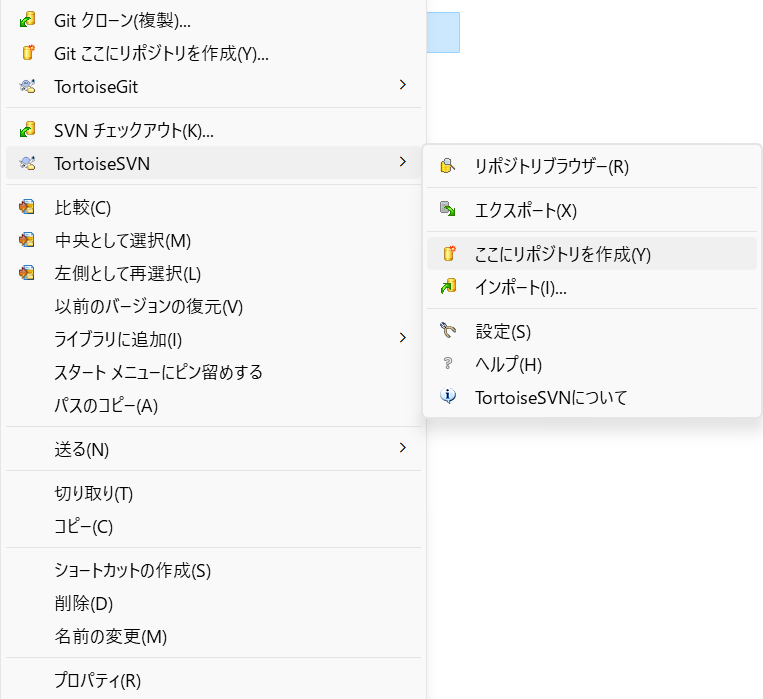 Git クローン(複製)...
Git ここにリポジトリを作成(Y)...
TortoiseGit
SVN チェックアウト(K)...
TortoiseSVN
比較(C)
中央として選択(M)
左側として再選択(L)
以前のバージョンの復元(V)
ライブラリに追加(I)
スタート メニューにピン留めする
パスのコピー(A)
送る(N)
切り取り(T)
コピー(C)
ショートカットの作成(S)
削除(D)
名前の変更(M)
プロパティ(R)
リポジトリブラウザー(R)
エクスポート(X)
ここにリポジトリを作成(Y)
インポート(I)...
設定(S)
ヘルプ(H)
TortoiseSVNについて